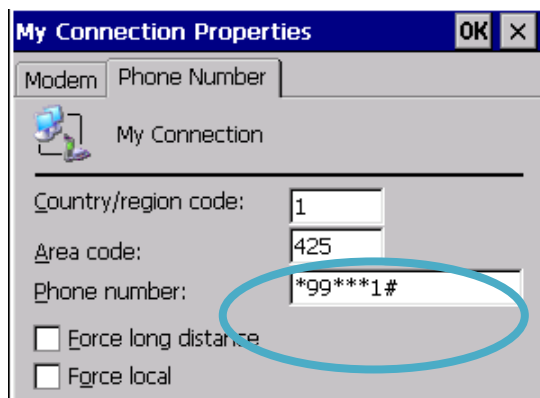 My Connection Properties OK ×
Modem Phone Number
My Connection
Country/region code: 1
Area code: 425
Phone number: *99***1#
Force long distance
Force local